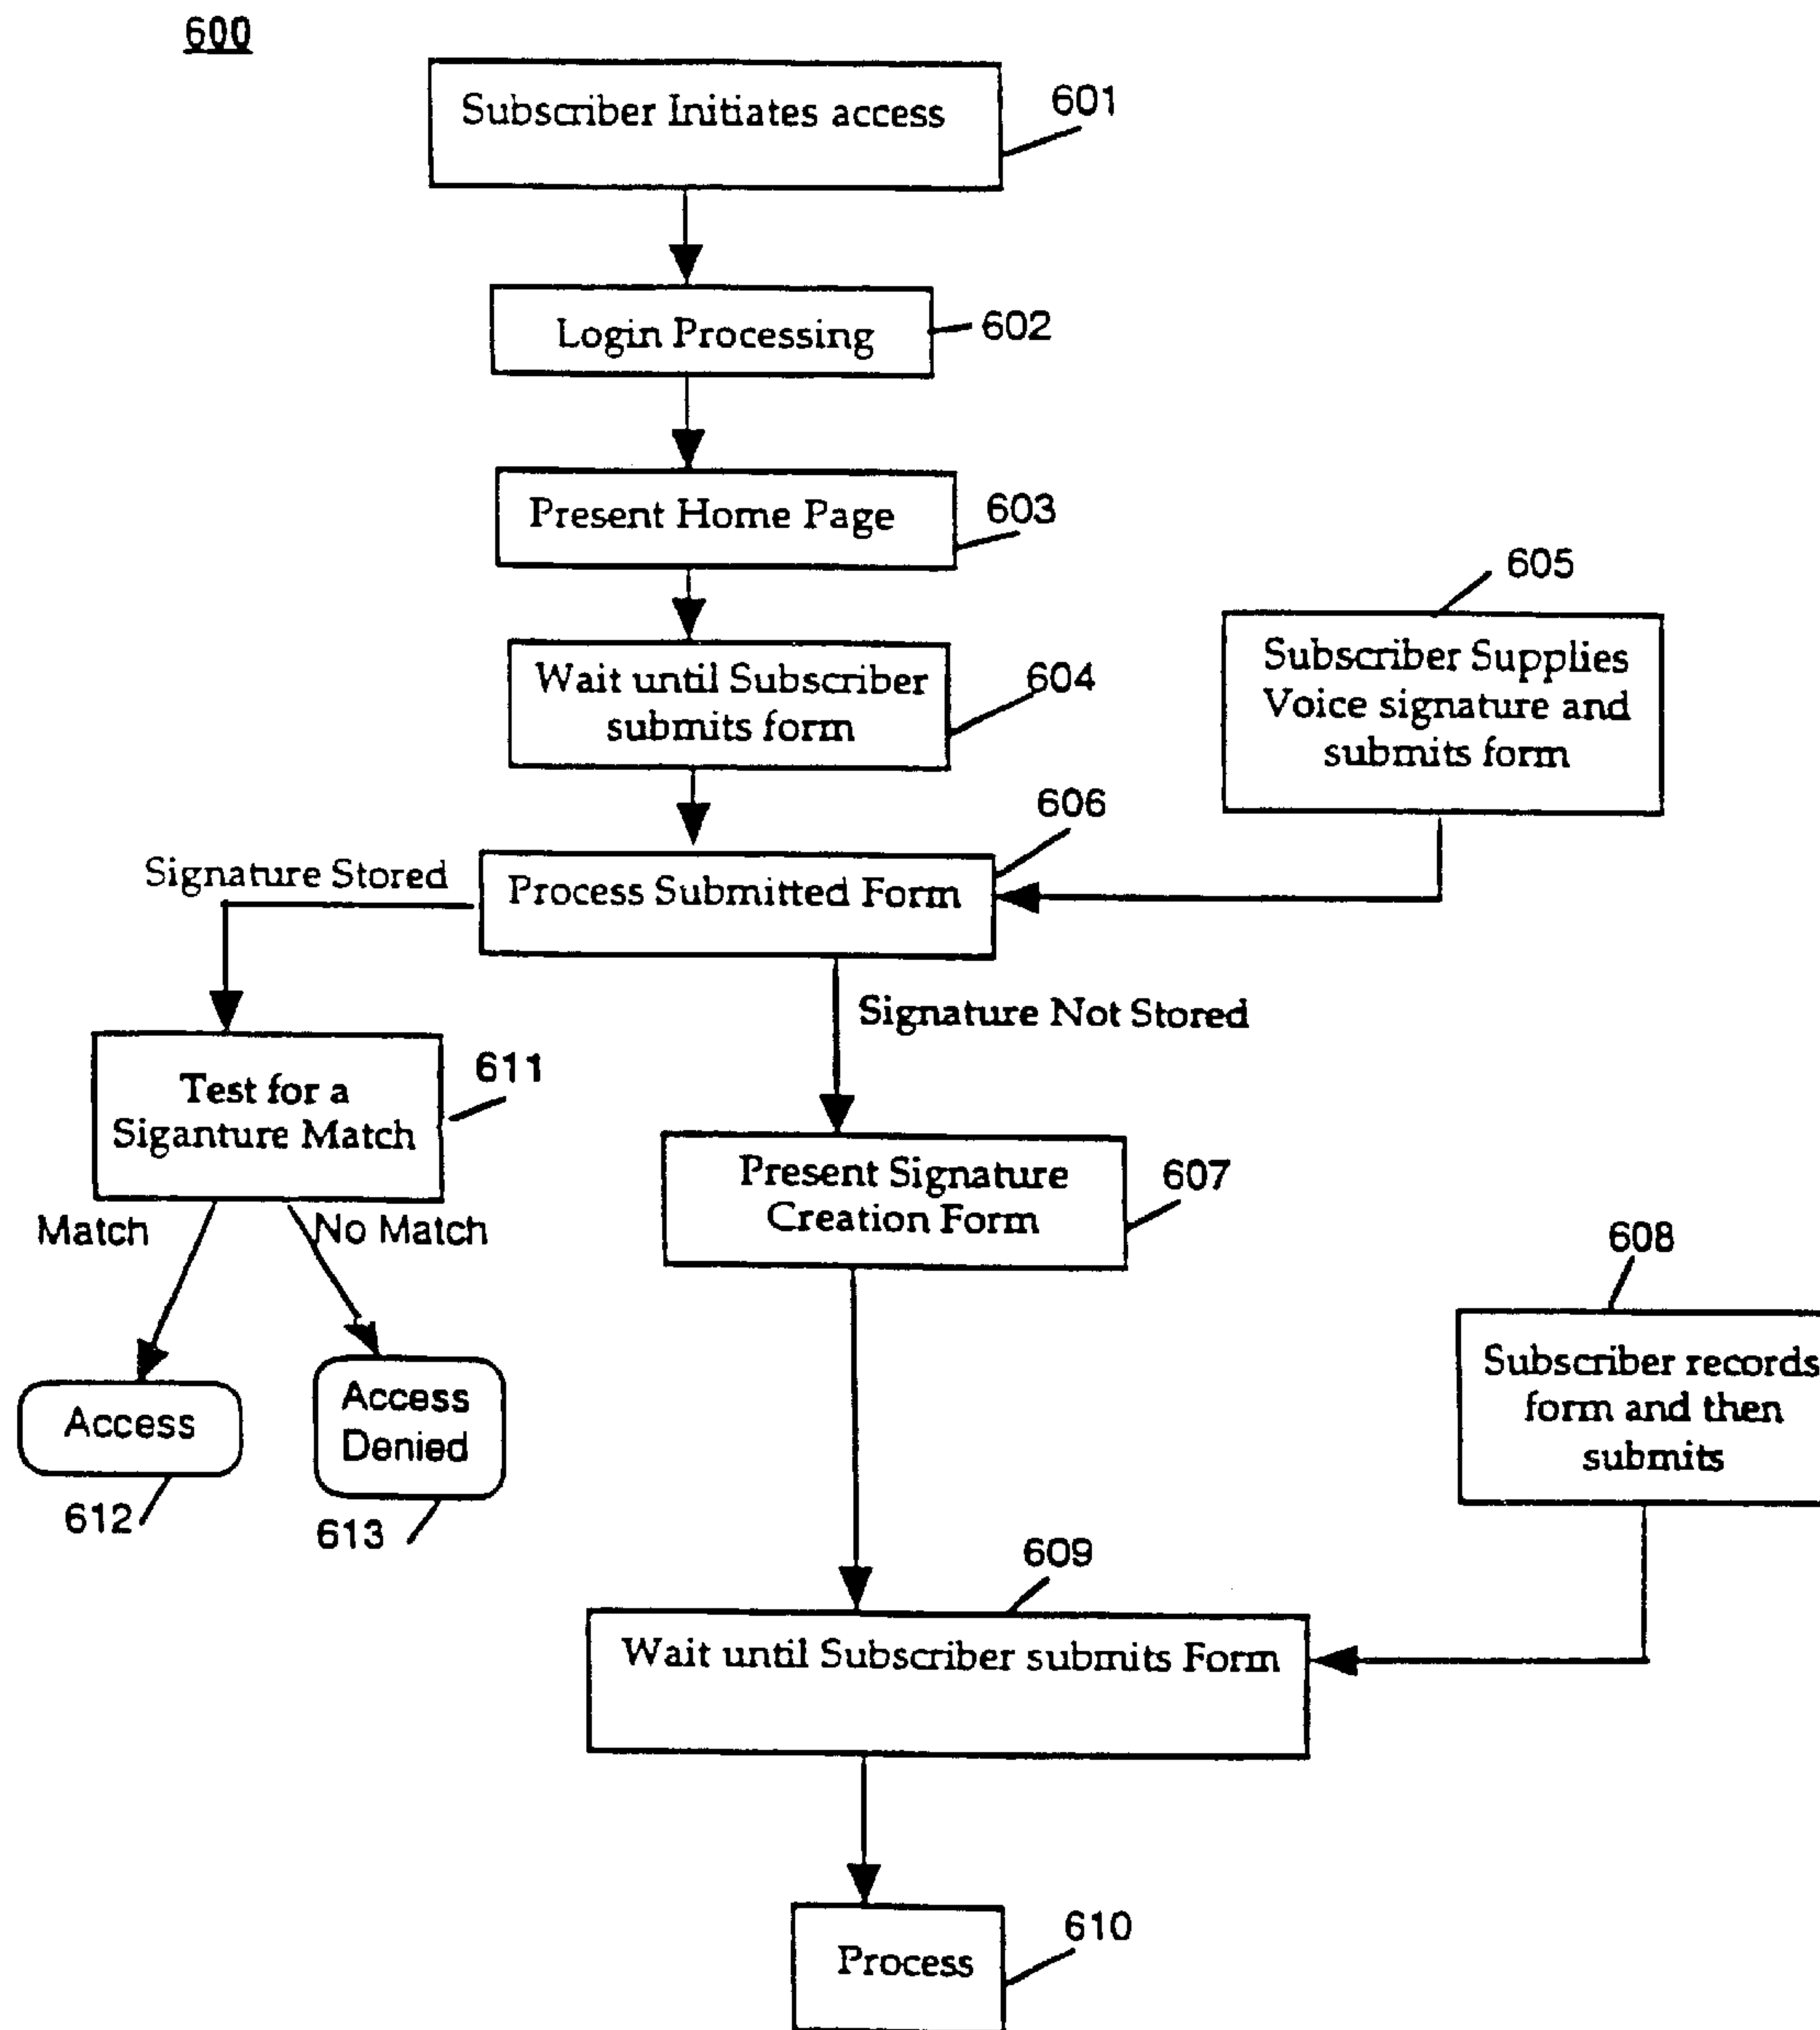 600
Subscriber Initiates access
601
Login Processing
602
Present Home Page
603
Wait until Subscriber
submits form
604
605
Subscriber Supplies
Voice signature and
submits form
606
Process Submitted Form
Signature Stored
Signature Not Stored
Test for a
Siganture Match
611
Match
No Match
Access
612
Access
Denied
613
Present Signature
Creation Form
607
608
Subscriber records
form and then
submits
609
Wait until Subscriber submits Form
Process
610